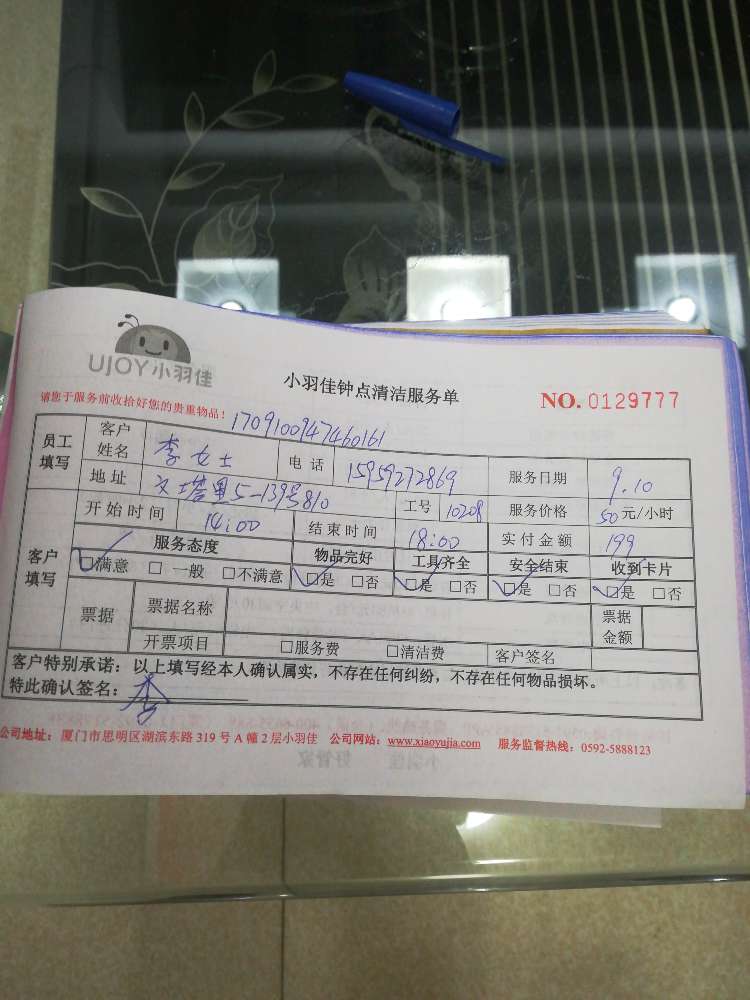 UJOY小羽佳
小羽佳钟点清洁服务单
NO. 0129777
请您于服务前收拾好您的贵重物品！
1709100947460161
员工填写 客户姓名 李女士 电话 15959272869 服务日期 9.10
地址 文塔里5-139号810 工号 10208 服务价格 50元/小时
客户填写 开始时间 14:00 结束时间 18:00 实付金额 199
服务态度 物品完好 工具齐全 安全结束 收到卡片
☑满意 □一般 □不满意 ☑是 □否 ☑是 □否 ☑是 □否 ☑是 □否
票据 票据名称 票据金额
开票项目 □服务费 □清洁费 客户签名
客户特别承诺：以上填写经本人确认属实，不存在任何纠纷，不存在任何物品损坏。
特此确认签名：李
公司地址：厦门市思明区湖滨东路319号A幢2层小羽佳 公司网站：www.xiaoyujia.com 服务监督热线：0592-5888123